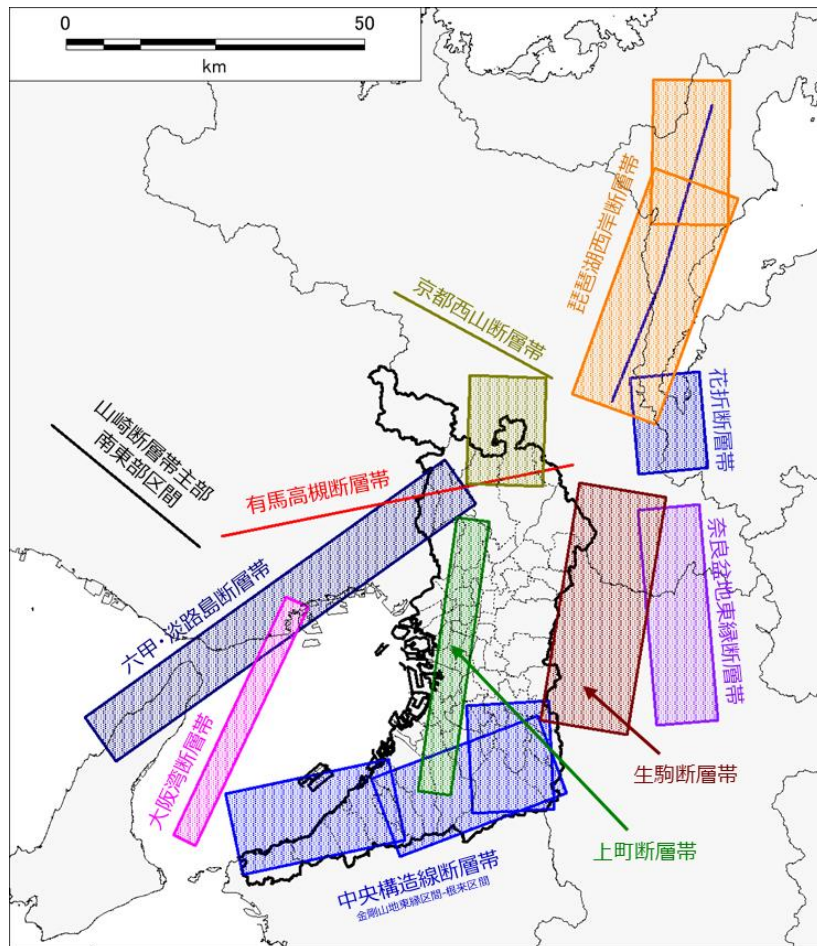 0
50
km
琵琶湖西岸断層帯
京都西山断層帯
花折断層帯
山崎断層帯主部
南東部区間
有馬高槻断層帯
奈良盆地東縁断層帯
六甲・淡路島断層帯
大阪湾断層帯
生駒断層帯
上町断層帯
中央構造線断層帯
金剛山地東縁区間-根来区間